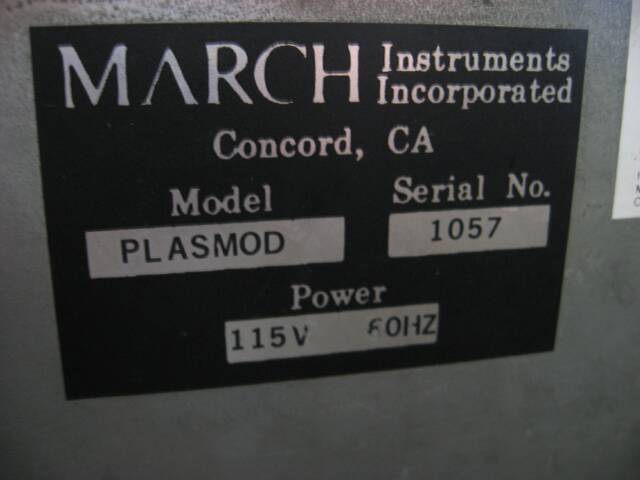 MARCH Instruments
Incorporated
Concord, CA
Model Serial No.
PLASMOD 1057
Power
115V 60HZ